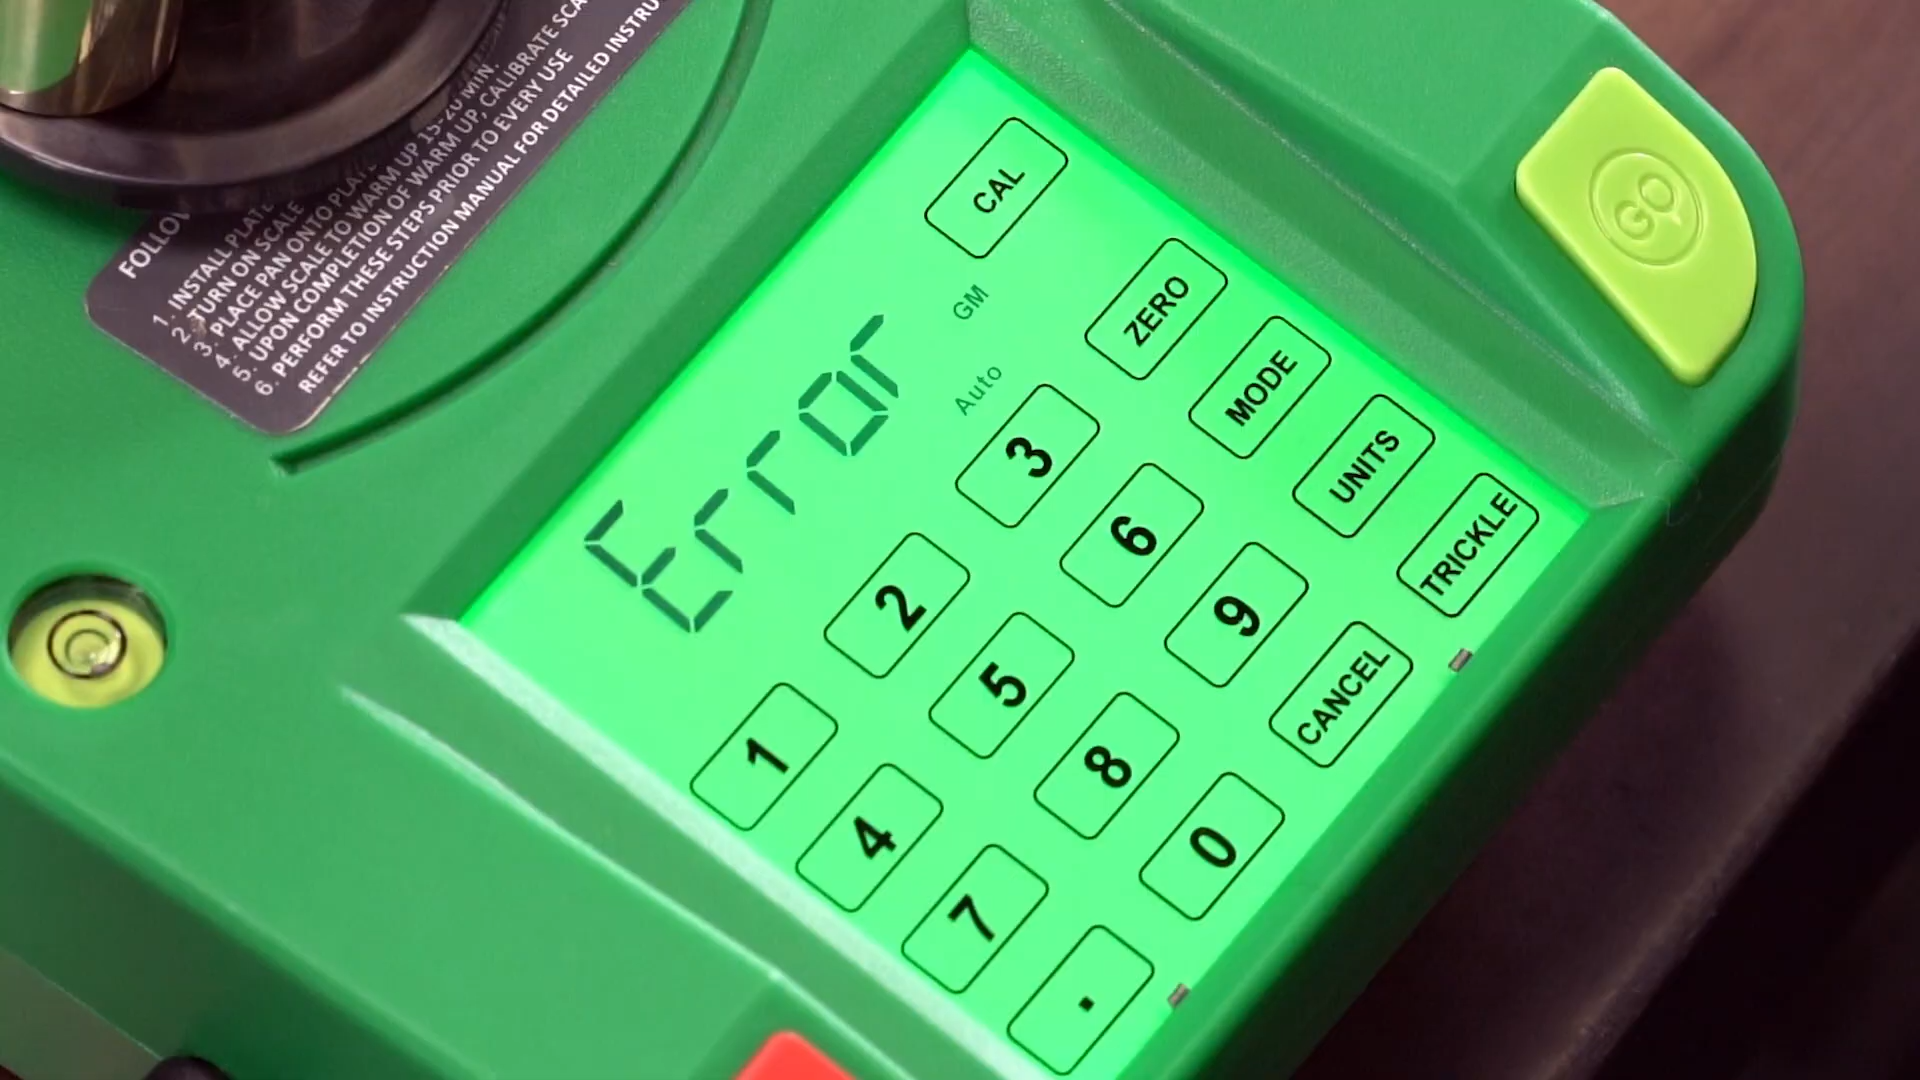 FOLLOW
1. INSTALL PLATE
2. TURN ON SCALE
3. PLACE PAN ONTO PLATE
4. ALLOW SCALE TO WARM UP 15-20 MIN.
5. UPON COMPLETION OF WARM UP, CALIBRATE SCA
6. PERFORM THESE STEPS PRIOR TO EVERY USE
REFER TO INSTRUCTION MANUAL FOR DETAILED INSTRU
GO
CAL
Error
GM
Auto
ZERO
MODE
UNITS
TRICKLE
1 2 3
4 5 6
7 8 9
. 0 CANCEL